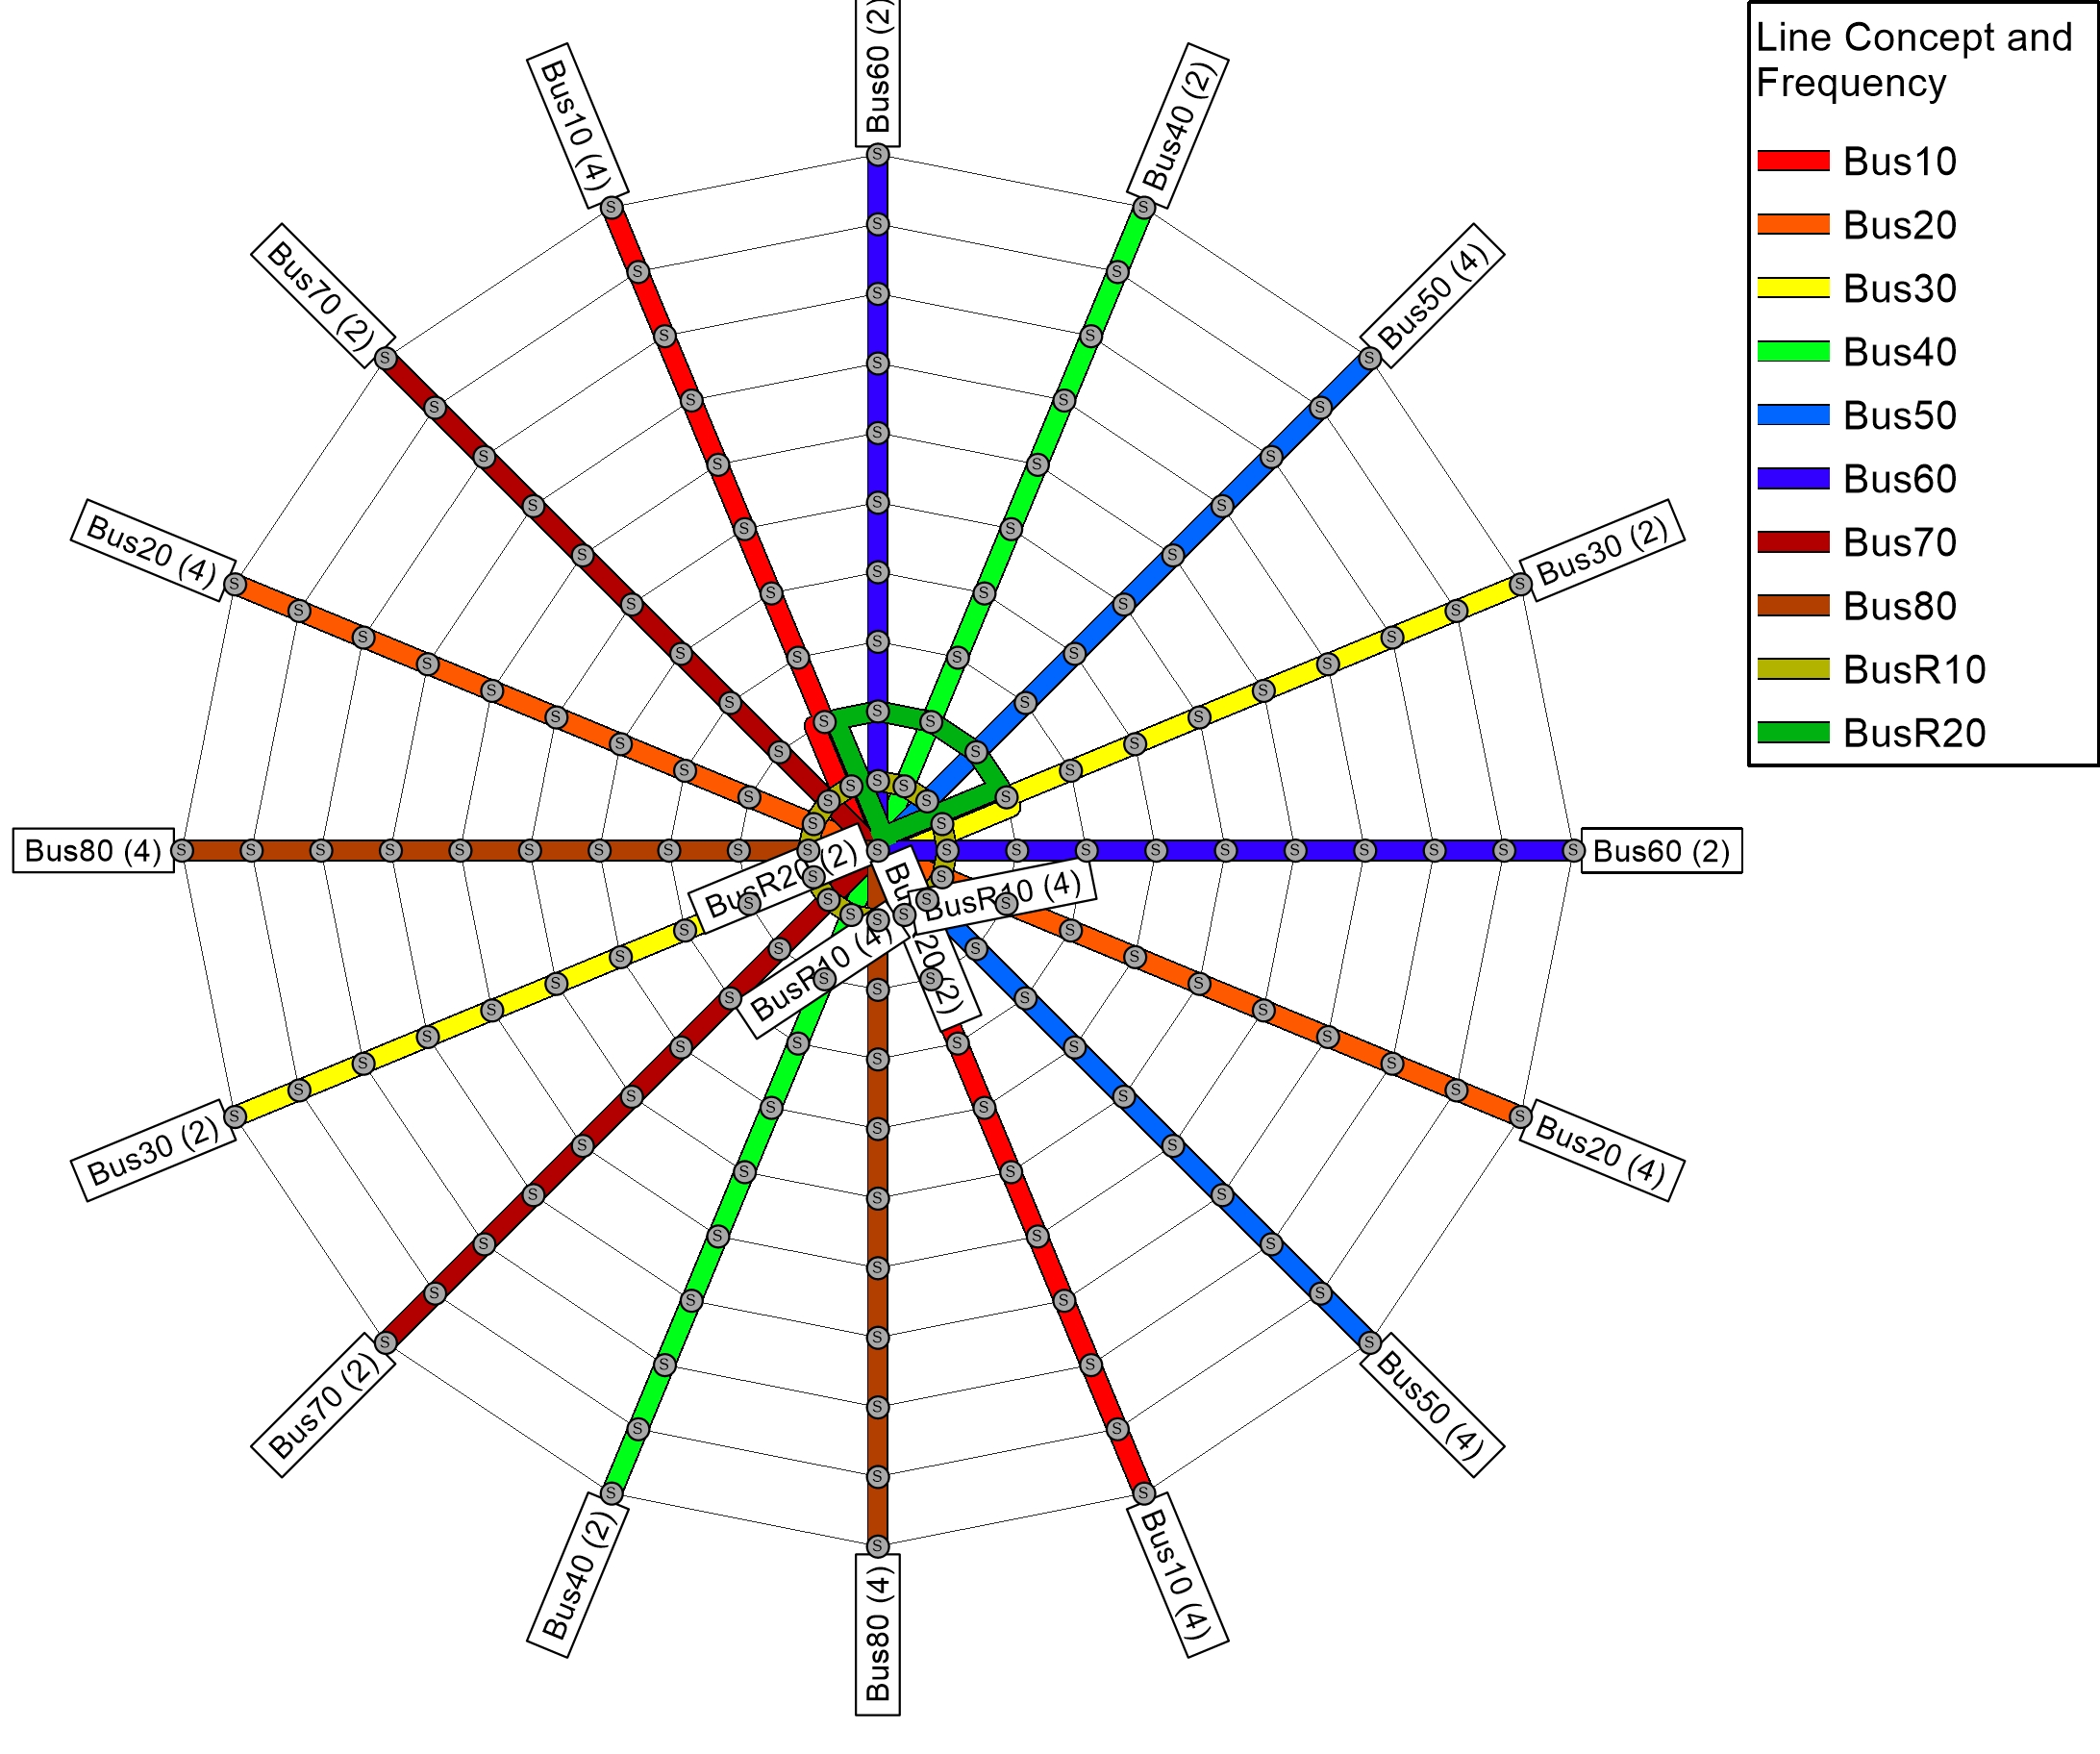 Line Concept and
Frequency
Bus10
Bus20
Bus30
Bus40
Bus50
Bus60
Bus70
Bus80
BusR10
BusR20
Bus60 (2)
Bus10 (4)
Bus40 (2)
Bus70 (2)
Bus50 (4)
Bus20 (4)
Bus30 (2)
Bus80 (4)
Bus60 (2)
BusR20 (2)
BusR10 (4)
BusR10 (4)
Bus30 (2)
Bus20 (4)
Bus70 (2)
Bus50 (4)
Bus40 (2)
Bus80 (4)
Bus10 (4)